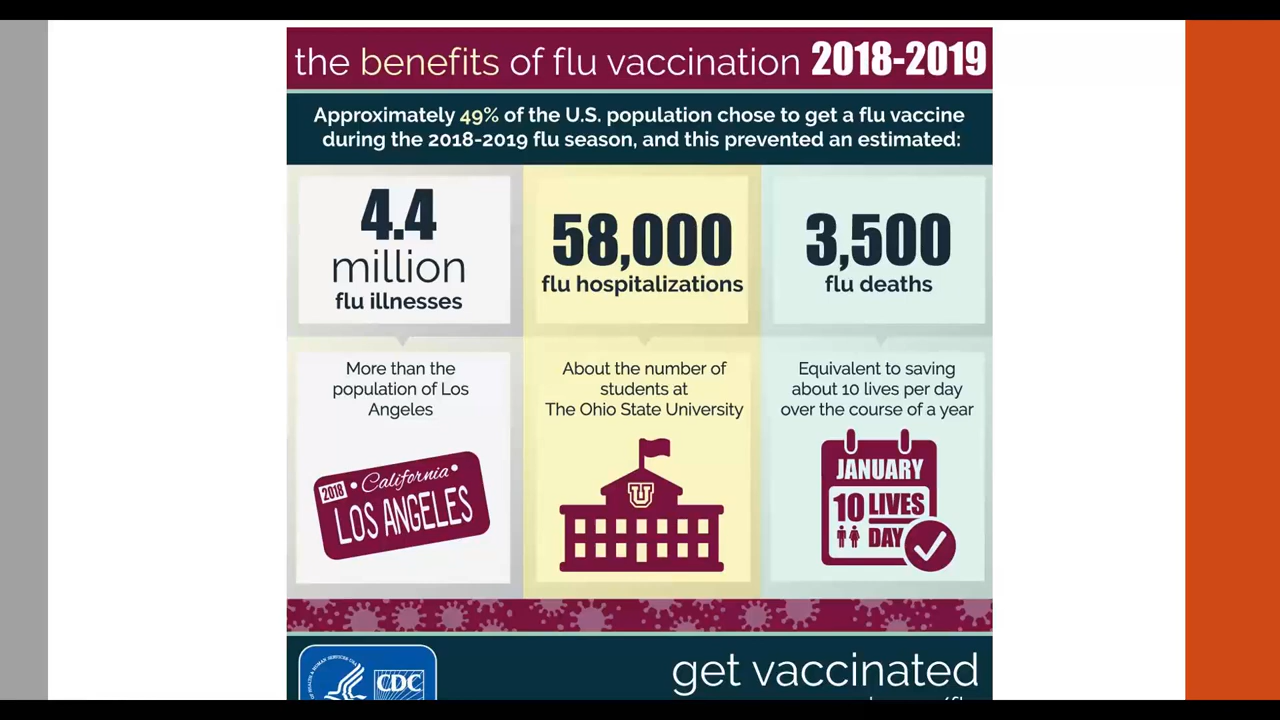 the benefits of flu vaccination 2018-2019
Approximately 49% of the U.S. population chose to get a flu vaccine
during the 2018-2019 flu season, and this prevented an estimated:
4.4
million
flu illnesses
58,000
flu hospitalizations
3,500
flu deaths
More than the
population of Los
Angeles
About the number of
students at
The Ohio State University
Equivalent to saving
about 10 lives per day
over the course of a year
2018
California
LOS ANGELES
U
JANUARY
10 LIVES
DAY
CDC
get vaccinated